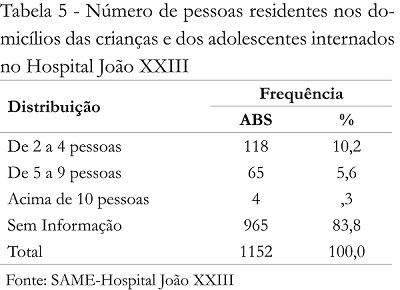 Tabela 5 - Número de pessoas residentes nos do-
micílios das crianças e dos adolescentes internados
no Hospital João XXIII
Distribuição Frequência
ABS %
De 2 a 4 pessoas 118 10,2
De 5 a 9 pessoas 65 5,6
Acima de 10 pessoas 4 ,3
Sem Informação 965 83,8
Total 1152 100,0
Fonte: SAME-Hospital João XXIII